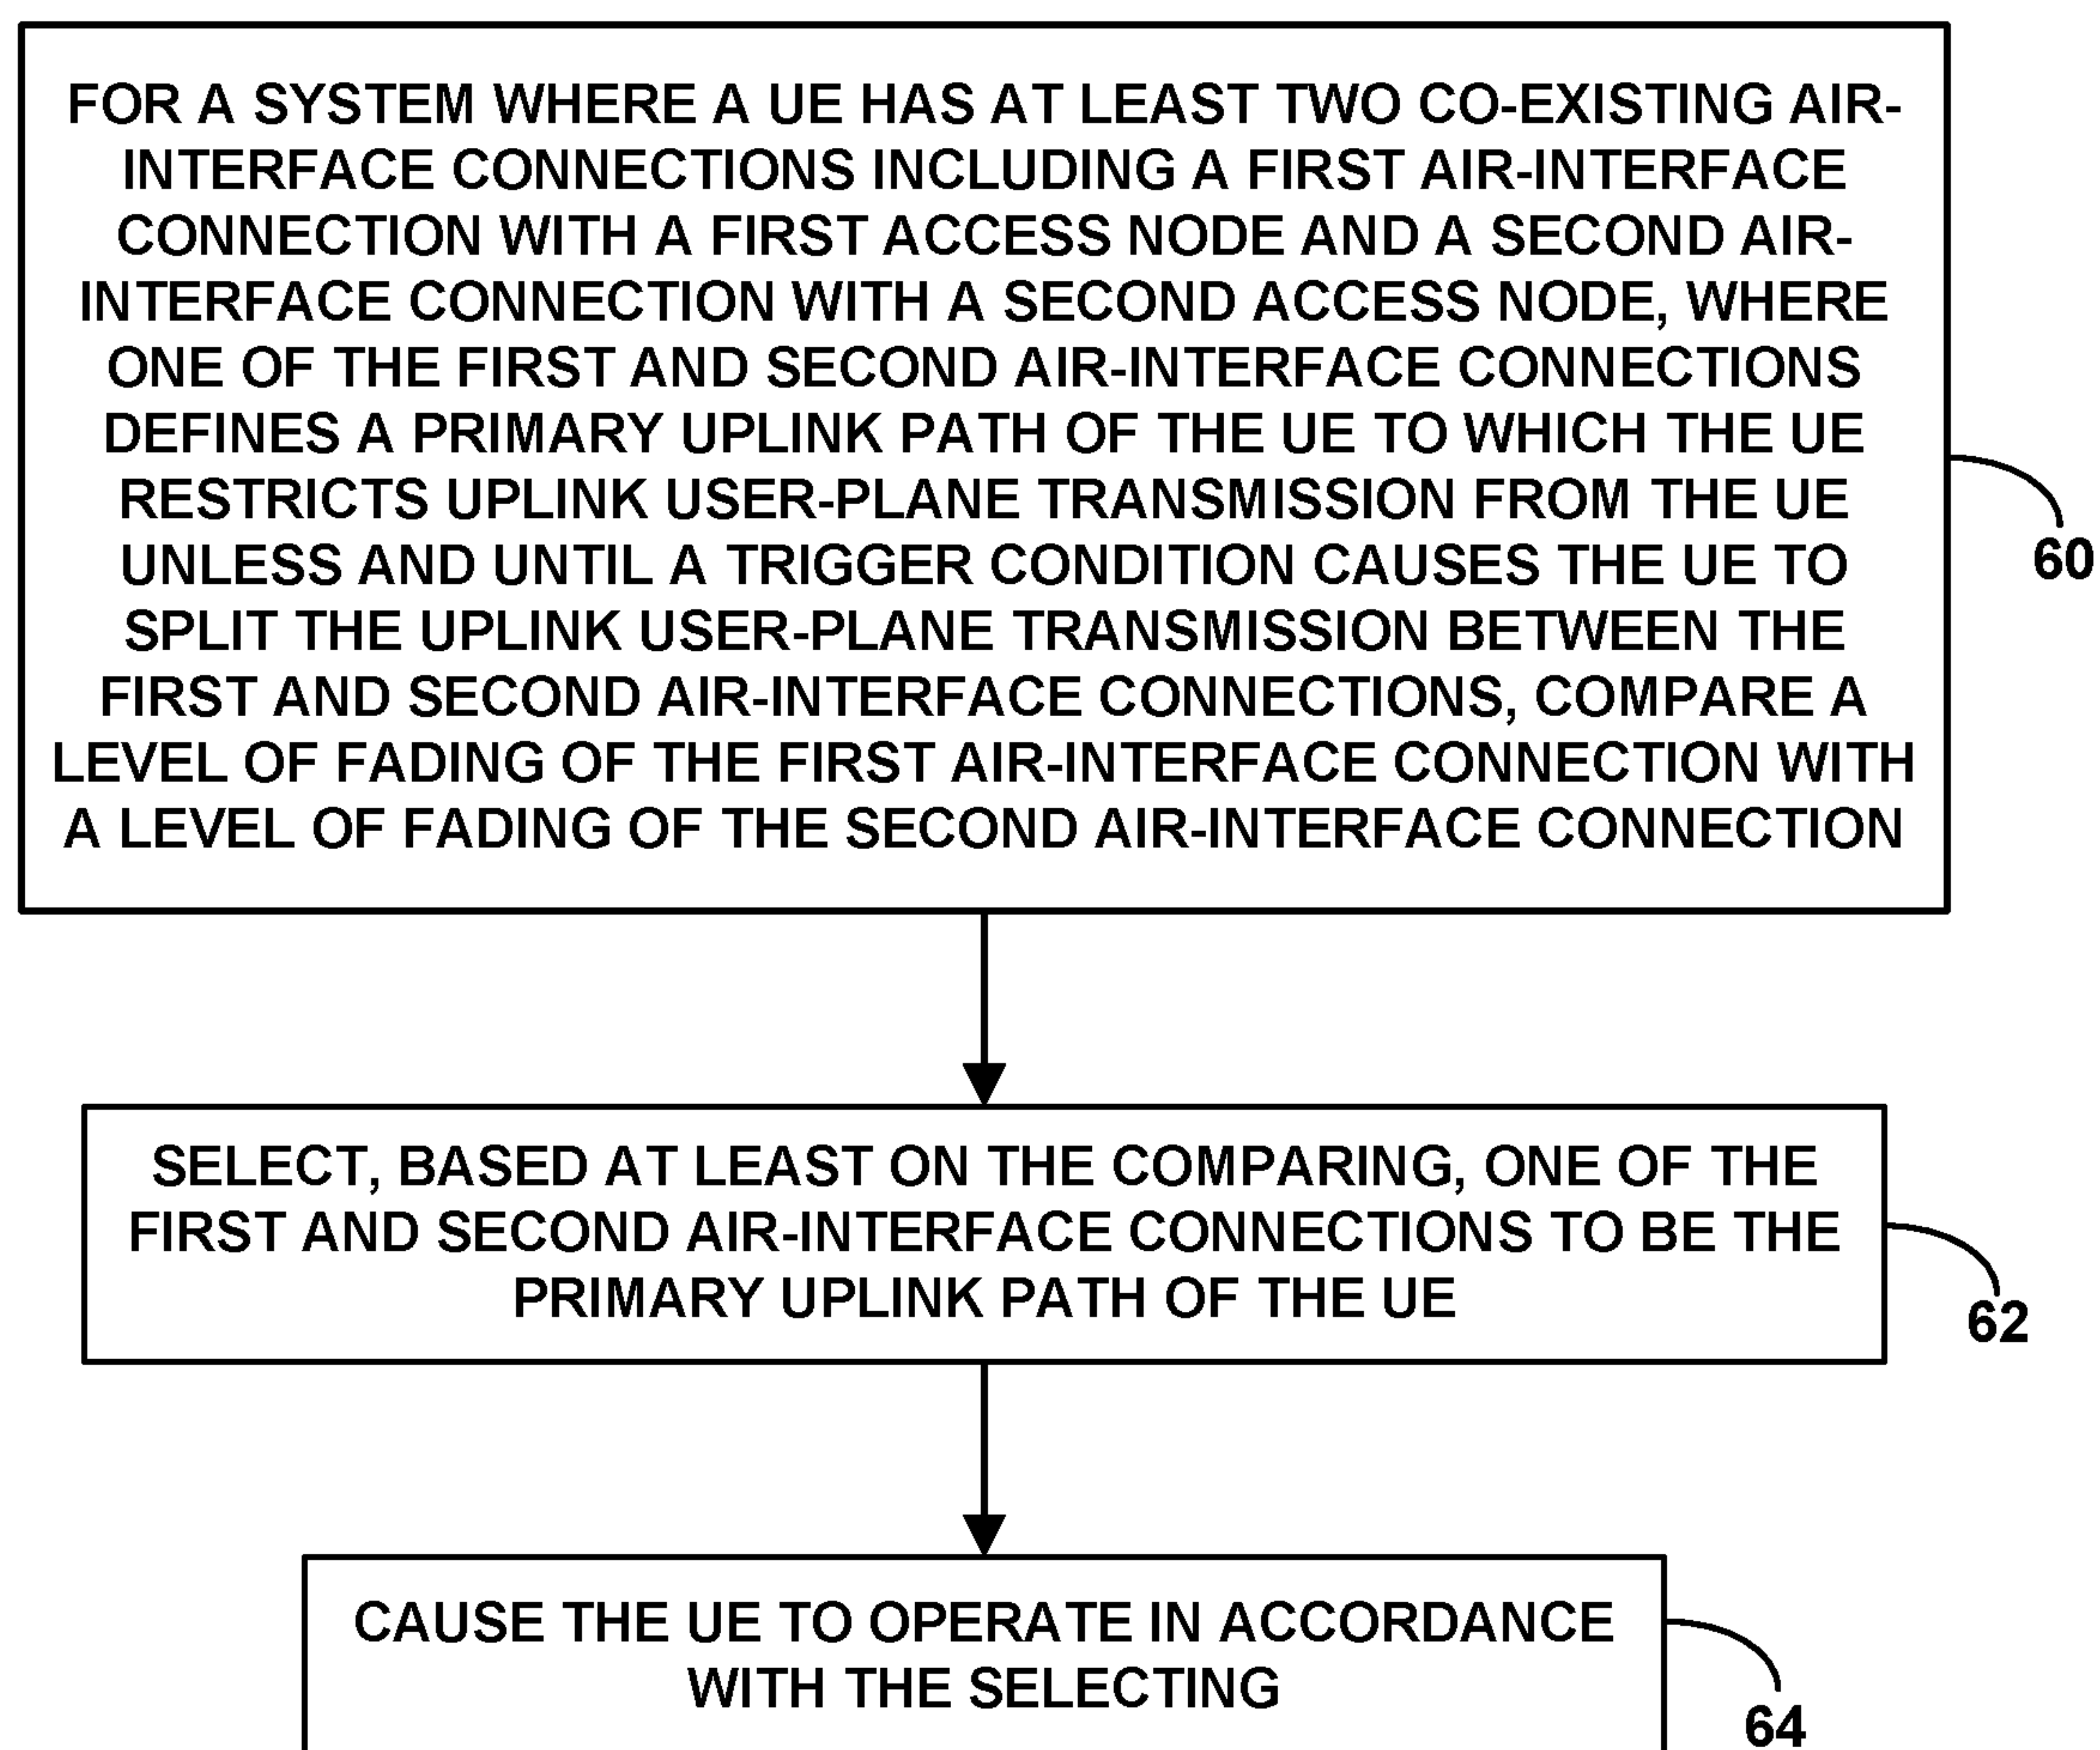 FOR A SYSTEM WHERE A UE HAS AT LEAST TWO CO-EXISTING AIR-
INTERFACE CONNECTIONS INCLUDING A FIRST AIR-INTERFACE
CONNECTION WITH A FIRST ACCESS NODE AND A SECOND AIR-
INTERFACE CONNECTION WITH A SECOND ACCESS NODE, WHERE
ONE OF THE FIRST AND SECOND AIR-INTERFACE CONNECTIONS
DEFINES A PRIMARY UPLINK PATH OF THE UE TO WHICH THE UE
RESTRICTS UPLINK USER-PLANE TRANSMISSION FROM THE UE
UNLESS AND UNTIL A TRIGGER CONDITION CAUSES THE UE TO
SPLIT THE UPLINK USER-PLANE TRANSMISSION BETWEEN THE
FIRST AND SECOND AIR-INTERFACE CONNECTIONS, COMPARE A
LEVEL OF FADING OF THE FIRST AIR-INTERFACE CONNECTION WITH
A LEVEL OF FADING OF THE SECOND AIR-INTERFACE CONNECTION
60
SELECT, BASED AT LEAST ON THE COMPARING, ONE OF THE
FIRST AND SECOND AIR-INTERFACE CONNECTIONS TO BE THE
PRIMARY UPLINK PATH OF THE UE
62
CAUSE THE UE TO OPERATE IN ACCORDANCE
WITH THE SELECTING
64